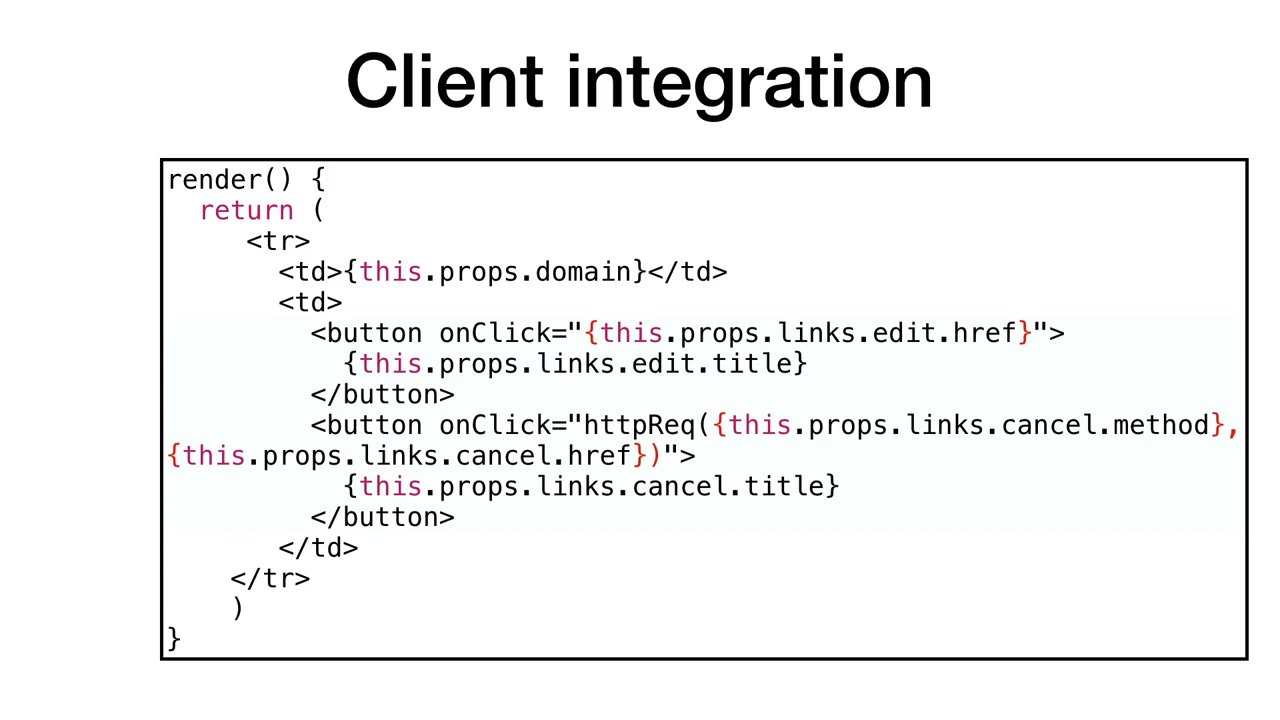 Client integration
render() {
  return (
     <tr>
       <td>{this.props.domain}</td>
       <td>
         <button onClick="{this.props.links.edit.href}">
           {this.props.links.edit.title}
         </button>
         <button onClick="httpReq({this.props.links.cancel.method},
{this.props.links.cancel.href})">
           {this.props.links.cancel.title}
         </button>
       </td>
    </tr>
    )
}